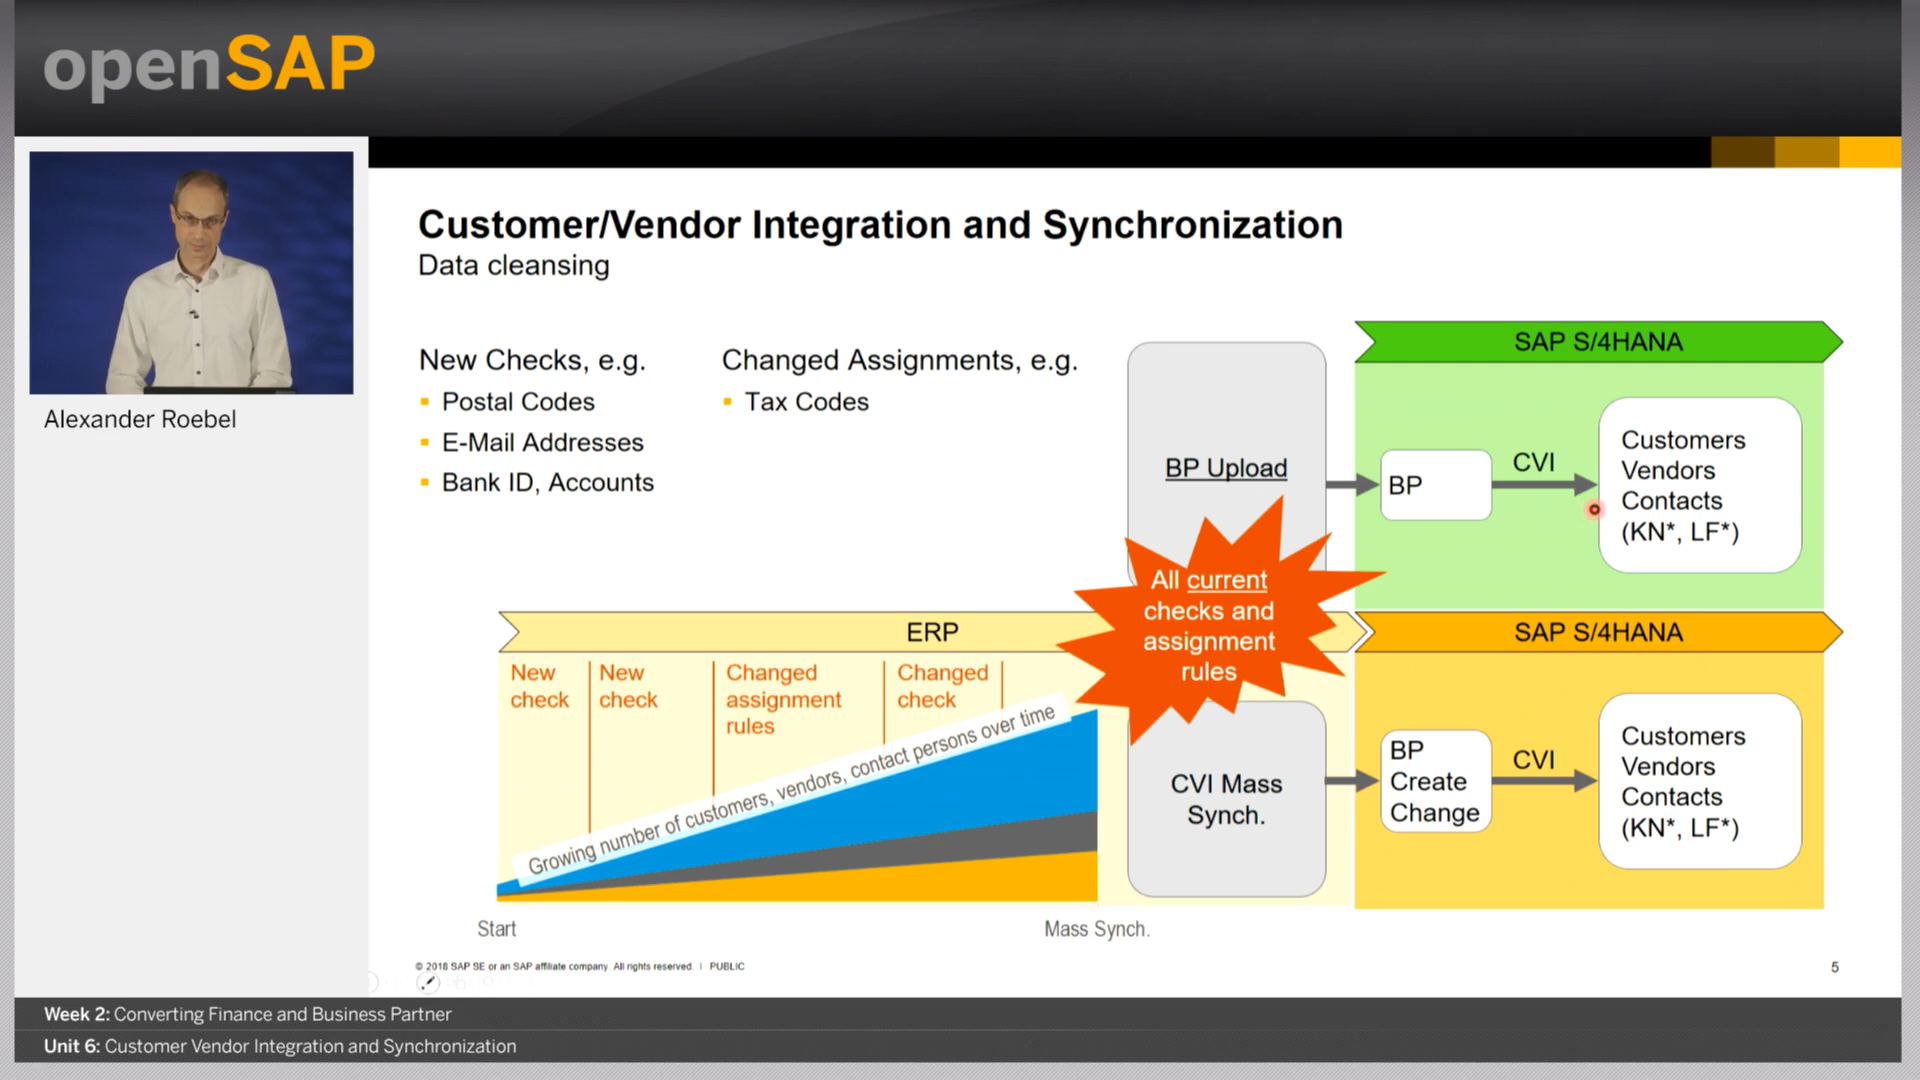 openSAP
Alexander Roebel
Customer/Vendor Integration and Synchronization
Data cleansing
New Checks, e.g.
Postal Codes
E-Mail Addresses
Bank ID, Accounts
Changed Assignments, e.g.
Tax Codes
BP Upload
SAP S/4HANA
BP
CVI
Customers
Vendors
Contacts
(KN*, LF*)
All current
checks and
assignment
rules
ERP
SAP S/4HANA
New
check
New
check
Changed
assignment
rules
Changed
check
Growing number of customers, vendors, contact persons over time
CVI Mass
Synch.
BP
Create
Change
CVI
Customers
Vendors
Contacts
(KN*, LF*)
Start
Mass Synch.
© 2018 SAP SE or an SAP affiliate company. All rights reserved. | PUBLIC
5
Week 2: Converting Finance and Business Partner
Unit 6: Customer Vendor Integration and Synchronization